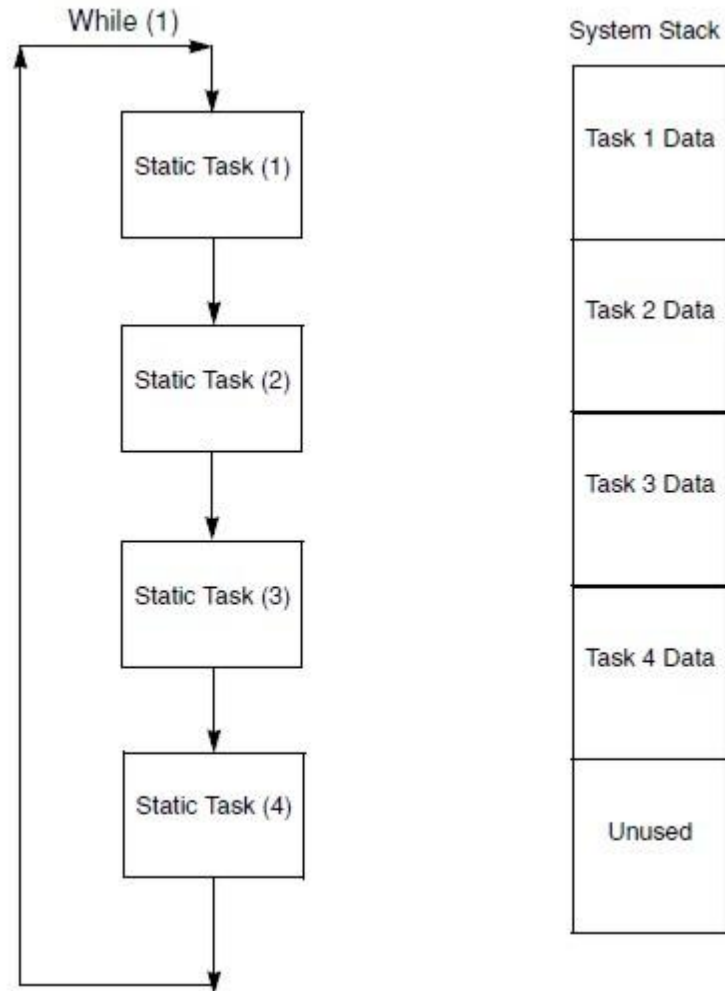 While (1)
Static Task (1)
Static Task (2)
Static Task (3)
Static Task (4)
System Stack
Task 1 Data
Task 2 Data
Task 3 Data
Task 4 Data
Unused